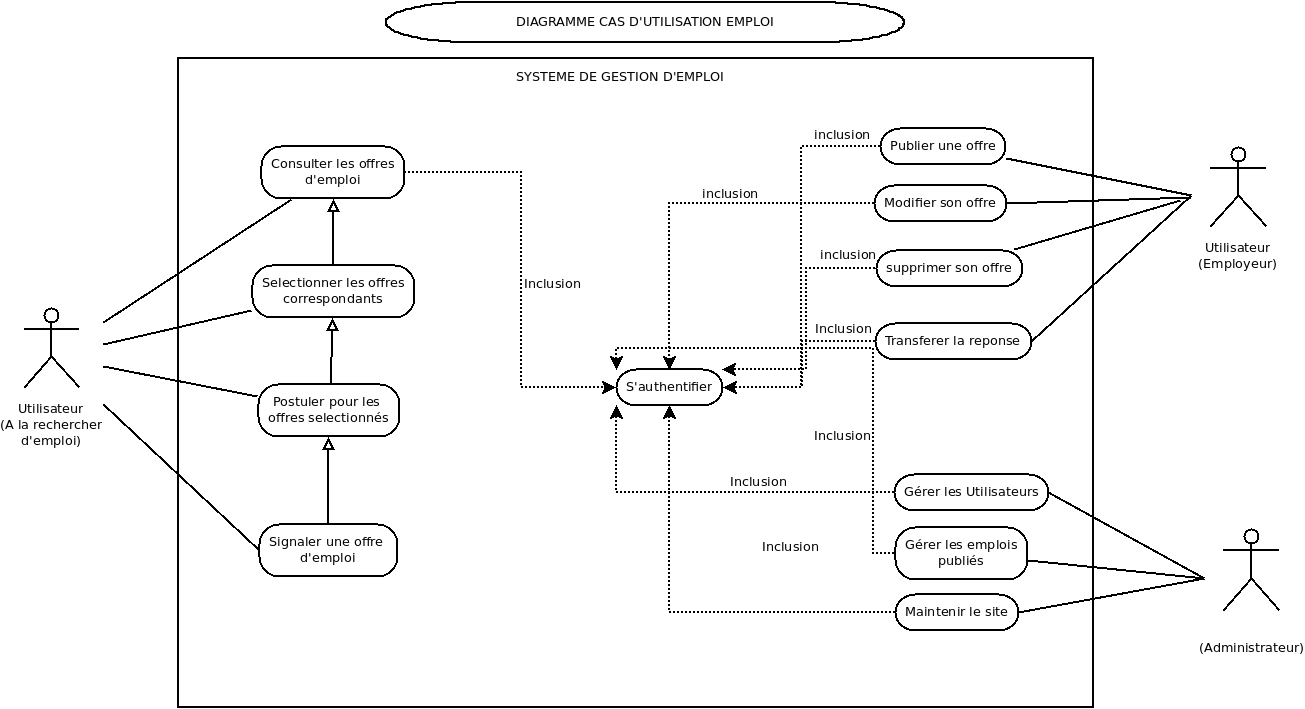 DIAGRAMME CAS D'UTILISATION EMPLOI
SYSTEME DE GESTION D'EMPLOI
Consulter les offres
d'emploi
Selectionner les offres
correspondants
Postuler pour les
offres selectionnés
Signaler une offre
d'emploi
Utilisateur
(A la rechercher
d'emploi)
Inclusion
S'authentifier
inclusion
Publier une offre
inclusion
Modifier son offre
inclusion
supprimer son offre
Inclusion
Transferer la reponse
Utilisateur
(Employeur)
Inclusion
Inclusion
Gérer les Utilisateurs
Inclusion
Gérer les emplois
publiés
Maintenir le site
(Administrateur)